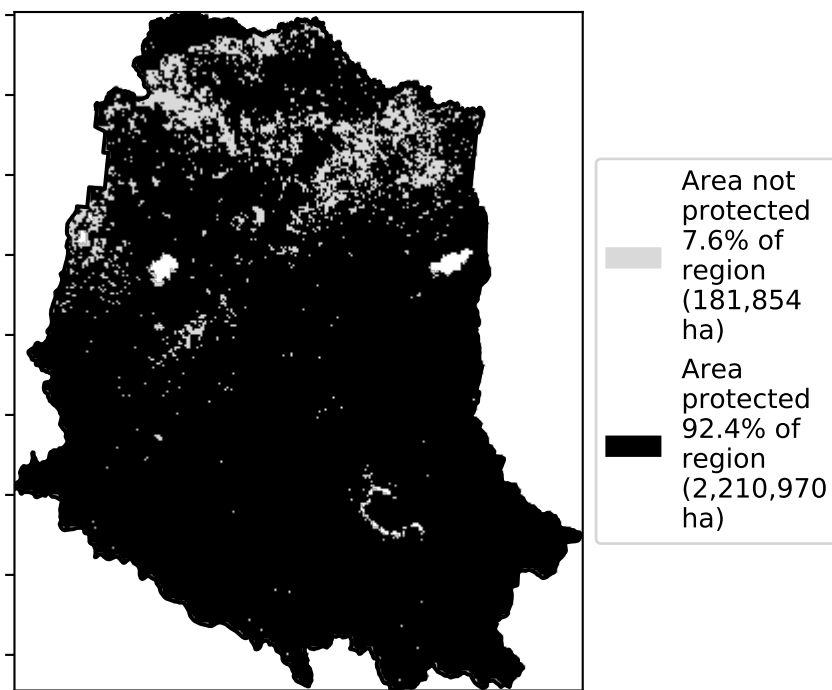 Area not
protected
7.6% of
region
(181,854
ha)
Area
protected
92.4% of
region
(2,210,970
ha)